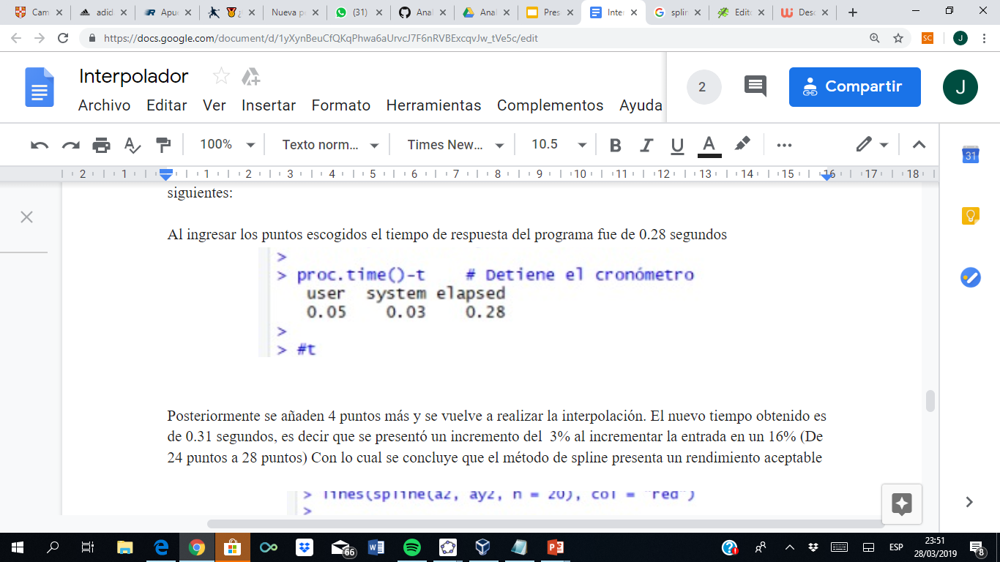 Cam
adid
Apu
¿
Nueva p
(31)
Anal
Anal
Pres
Inte
splin
Edito
Desc
https://docs.google.com/document/d/1yXynBeuCfQKqPhwa6aUrvcJ7F6nRVBExcqvJw_tVe5c/edit
SC
J
Interpolador
Archivo Editar Ver Insertar Formato Herramientas Complementos Ayuda
2
Compartir
J
100% Texto norm... Times New... 10.5 B I U A ...
2 1 1 2 3 4 5 6 7 8 9 10 11 12 13 14 15 16 17 18
31
siguientes:
Al ingresar los puntos escogidos el tiempo de respuesta del programa fue de 0.28 segundos
>
> proc.time()-t # Detiene el cronómetro
user system elapsed
0.05 0.03 0.28
>
> #t
Posteriormente se añaden 4 puntos más y se vuelve a realizar la interpolación. El nuevo tiempo obtenido es
de 0.31 segundos, es decir que se presentó un incremento del 3% al incrementar la entrada en un 16% (De
24 puntos a 28 puntos) Con lo cual se concluye que el método de spline presenta un rendimiento aceptable
> lines(spline(a2, ay2, n = 20), col = "red")
>
66
ESP
23:51
28/03/2019
8